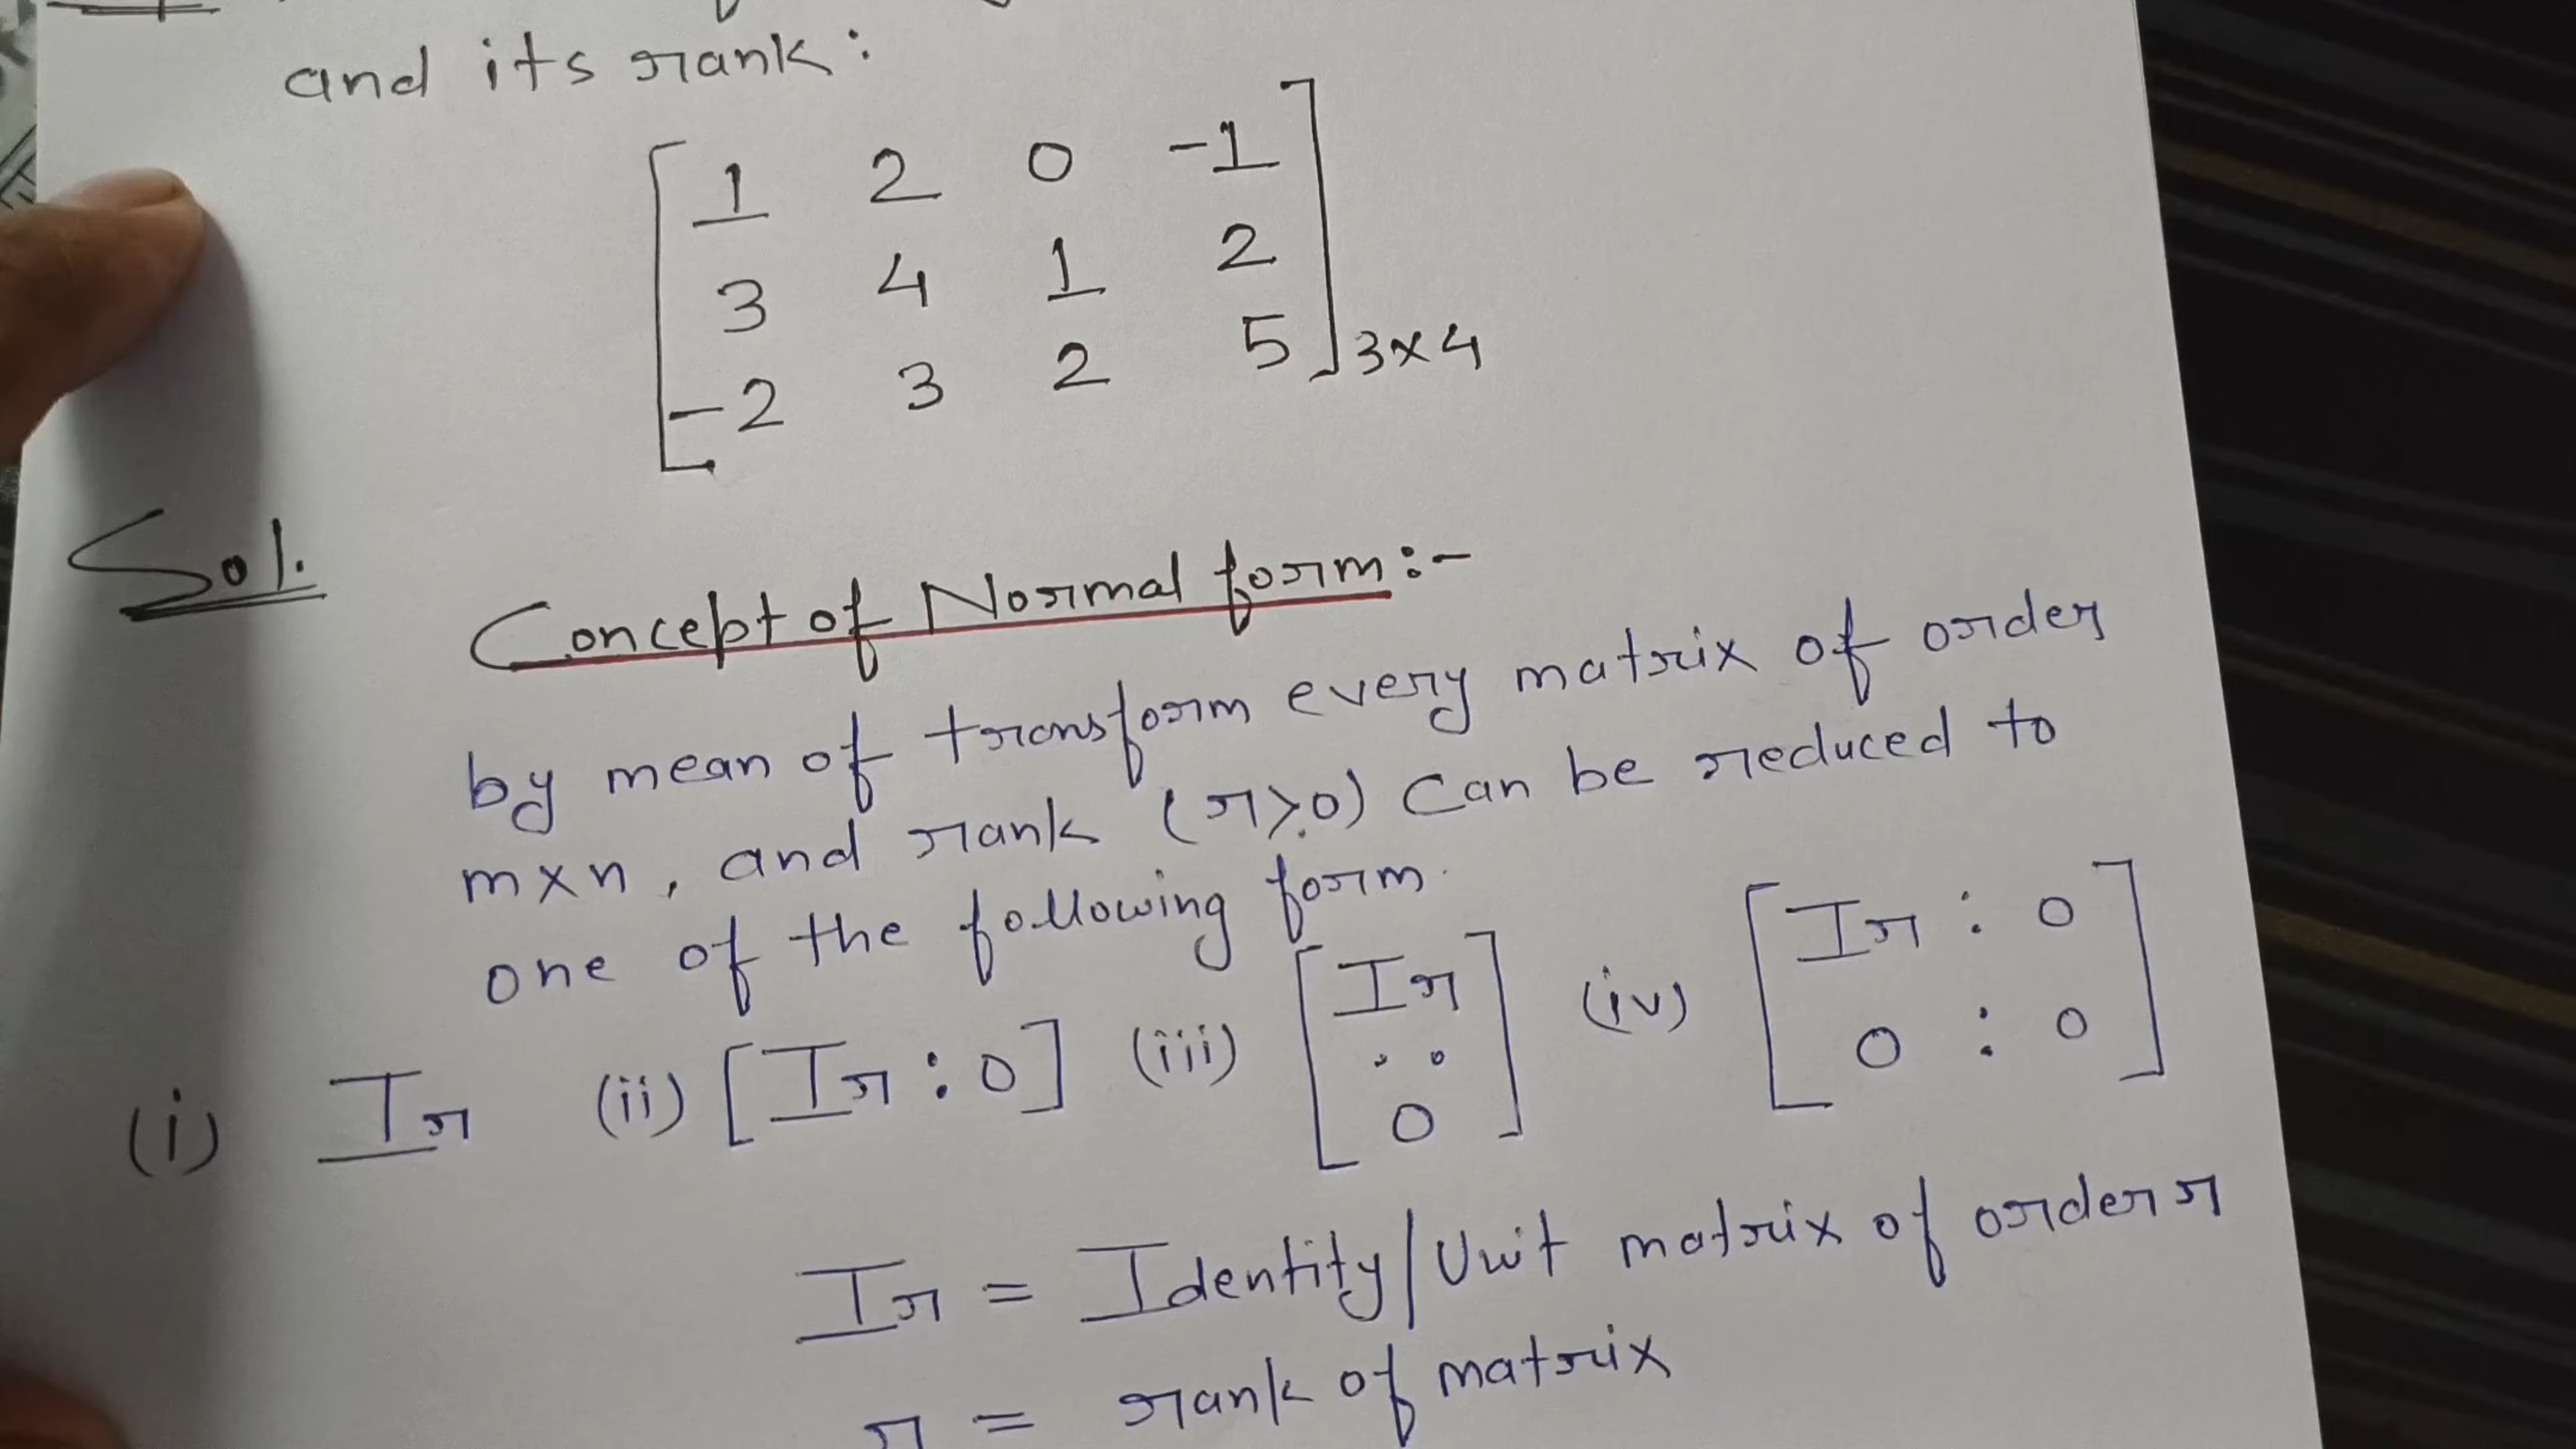 and its rank:
1 2 0 -1
3 4 1 2
-2 3 2 5 3×4
Sol.
Concept of Normal form:-
by mean of transform every matrix of order
m×n, and rank (r>0) can be reduced to
one of the following form.
(i) Ir (ii) [Ir : 0] (iii) [Ir .. 0] (iv) [Ir : 0
0 : 0]
Ir = Identity/Unit matrix of order r
r = rank of matrix